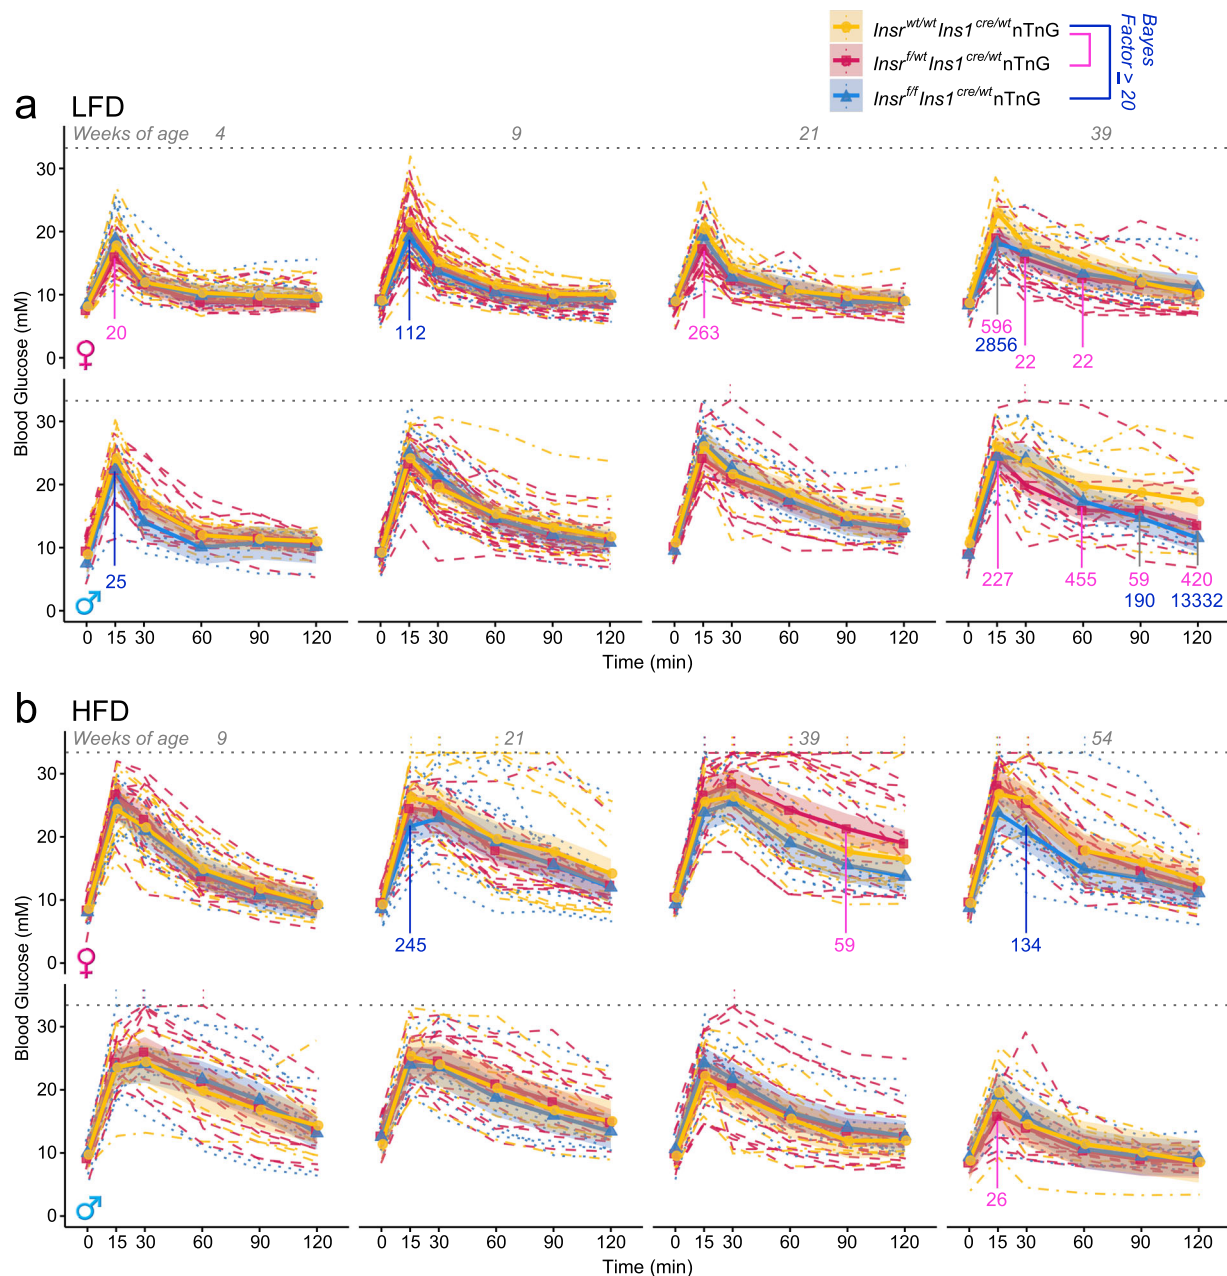 Insr^wt/wt Ins1^cre/wt nTnG
Insr^f/wt Ins1^cre/wt nTnG
Insr^f/f Ins1^cre/wt nTnG
Bayes
Factor ≥ 20
a LFD
Weeks of age 4 9 21 39
Blood Glucose (mM)
30
20
10
0
♀
20
112
263
596
2856
22
22
Blood Glucose (mM)
30
20
10
0
♂
25
227
455
59
190
420
13332
0 15 30 60 90 120 0 15 30 60 90 120 0 15 30 60 90 120 0 15 30 60 90 120
Time (min)
b HFD
Weeks of age 9 21 39 54
Blood Glucose (mM)
30
20
10
0
♀
245
59
134
Blood Glucose (mM)
30
20
10
0
♂
26
0 15 30 60 90 120 0 15 30 60 90 120 0 15 30 60 90 120 0 15 30 60 90 120
Time (min)